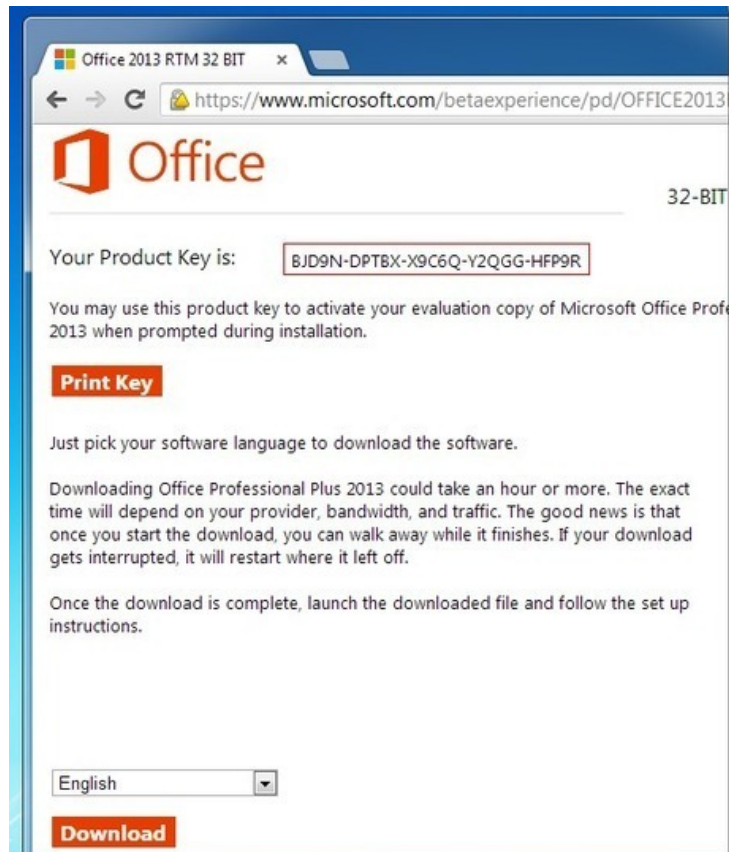 Office 2013 RTM 32 BIT
https://www.microsoft.com/betaexperience/pd/OFFICE2013
Office
32-BIT
Your Product Key is: BJD9N-DPTBX-X9C6Q-Y2QGG-HFP9R
You may use this product key to activate your evaluation copy of Microsoft Office Profe
2013 when prompted during installation.
Print Key
Just pick your software language to download the software.
Downloading Office Professional Plus 2013 could take an hour or more. The exact
time will depend on your provider, bandwidth, and traffic. The good news is that
once you start the download, you can walk away while it finishes. If your download
gets interrupted, it will restart where it left off.
Once the download is complete, launch the downloaded file and follow the set up
instructions.
English
Download